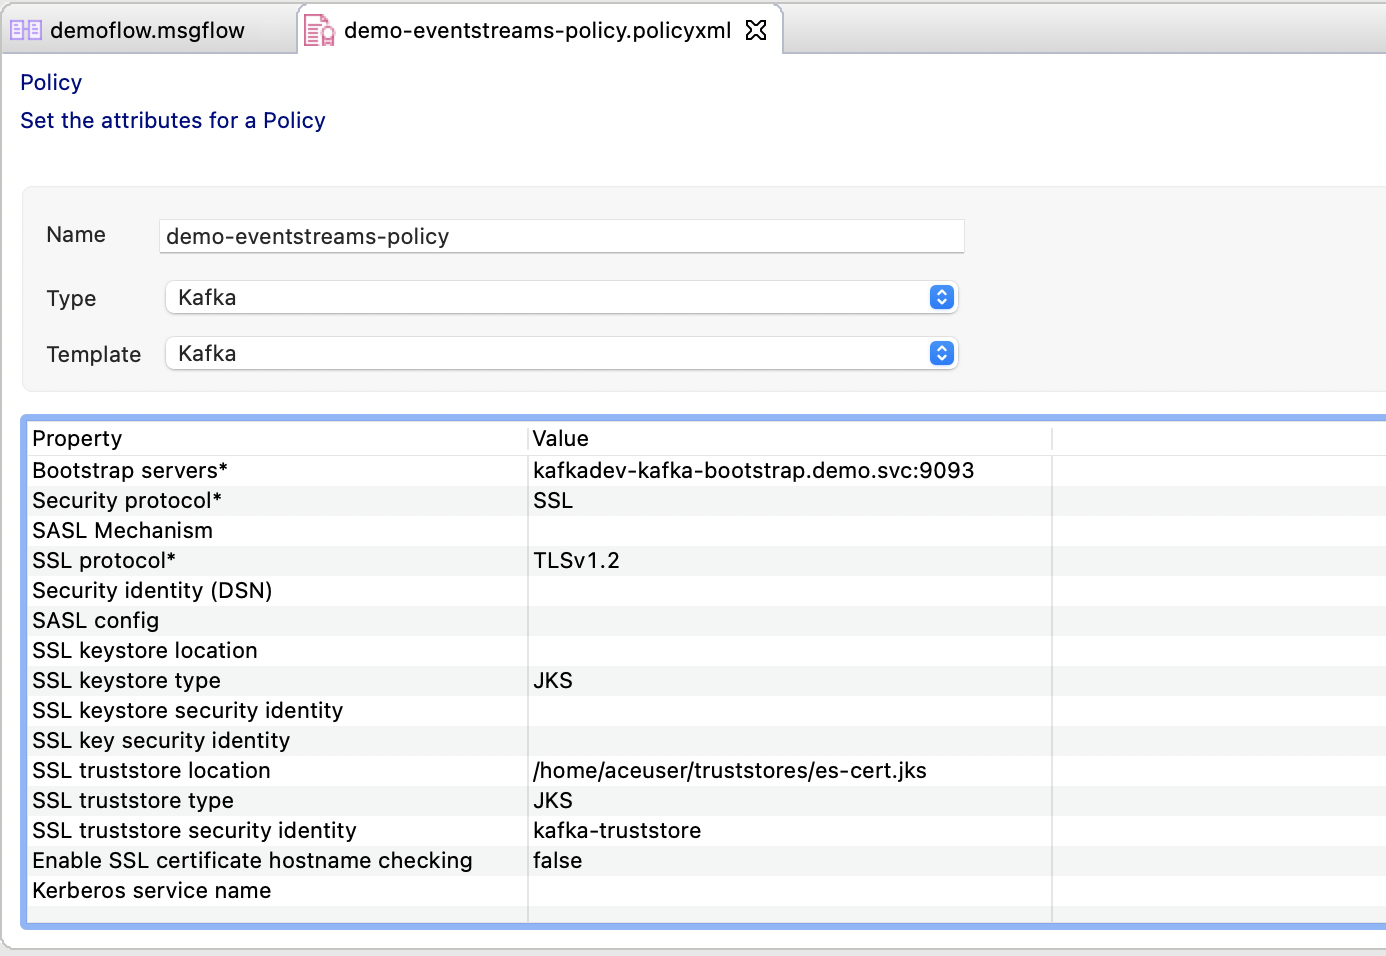 demoflow.msgflow demo-eventstreams-policy.policyxml
Policy
Set the attributes for a Policy
Name demo-eventstreams-policy
Type Kafka
Template Kafka
Property Value
Bootstrap servers* kafkadev-kafka-bootstrap.demo.svc:9093
Security protocol* SSL
SASL Mechanism
SSL protocol* TLSv1.2
Security identity (DSN)
SASL config
SSL keystore location
SSL keystore type JKS
SSL keystore security identity
SSL key security identity
SSL truststore location /home/aceuser/truststores/es-cert.jks
SSL truststore type JKS
SSL truststore security identity kafka-truststore
Enable SSL certificate hostname checking false
Kerberos service name